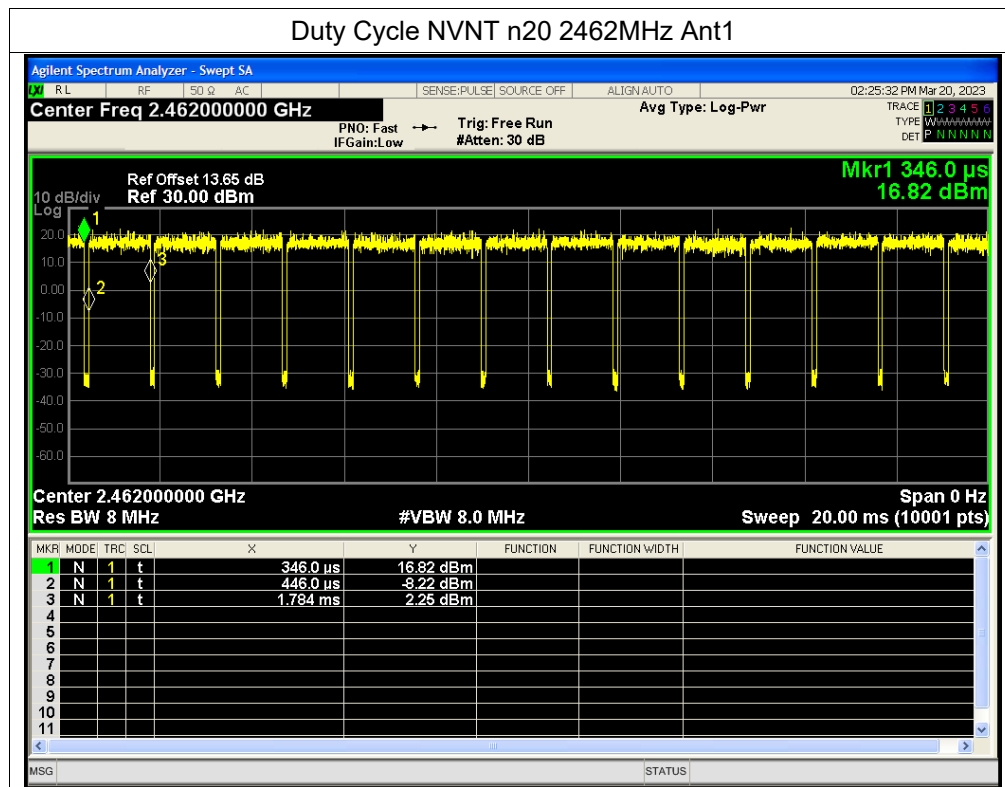 Duty Cycle NVNT n20 2462MHz Ant1
Agilent Spectrum Analyzer - Swept SA
LXI RL RF 50 Ω AC SENSE:PULSE SOURCE OFF ALIGN AUTO 02:25:32 PM Mar 20, 2023
Center Freq 2.462000000 GHz Avg Type: Log-Pwr TRACE 1 2 3 4 5 6
PNO: Fast Trig: Free Run TYPE WWWWWW
IFGain:Low #Atten: 30 dB DET P N N N N N
Mkr1 346.0 µs
Ref Offset 13.65 dB
10 dB/div Ref 30.00 dBm 16.82 dBm
Log
1
20.0
3
10.0
0.00
2
-10.0
-20.0
-30.0
-40.0
-50.0
-60.0
Center 2.462000000 GHz Span 0 Hz
Res BW 8 MHz #VBW 8.0 MHz Sweep 20.00 ms (10001 pts)
MKR MODE TRC SCL X Y FUNCTION FUNCTION WIDTH FUNCTION VALUE
1 N 1 t 346.0 µs 16.82 dBm
2 N 1 t 446.0 µs -8.22 dBm
3 N 1 t 1.784 ms 2.25 dBm
4
5
6
7
8
9
10
11
MSG STATUS